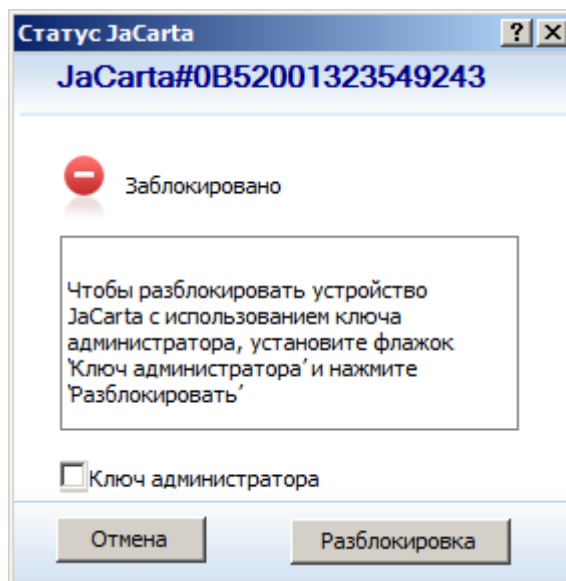 Статус JaCarta
JaCarta#0B52001323549243
Заблокировано
Чтобы разблокировать устройство
JaCarta с использованием ключа
администратора, установите флажок
‘Ключ администратора’ и нажмите
‘Разблокировать’
Ключ администратора
Отмена
Разблокировка